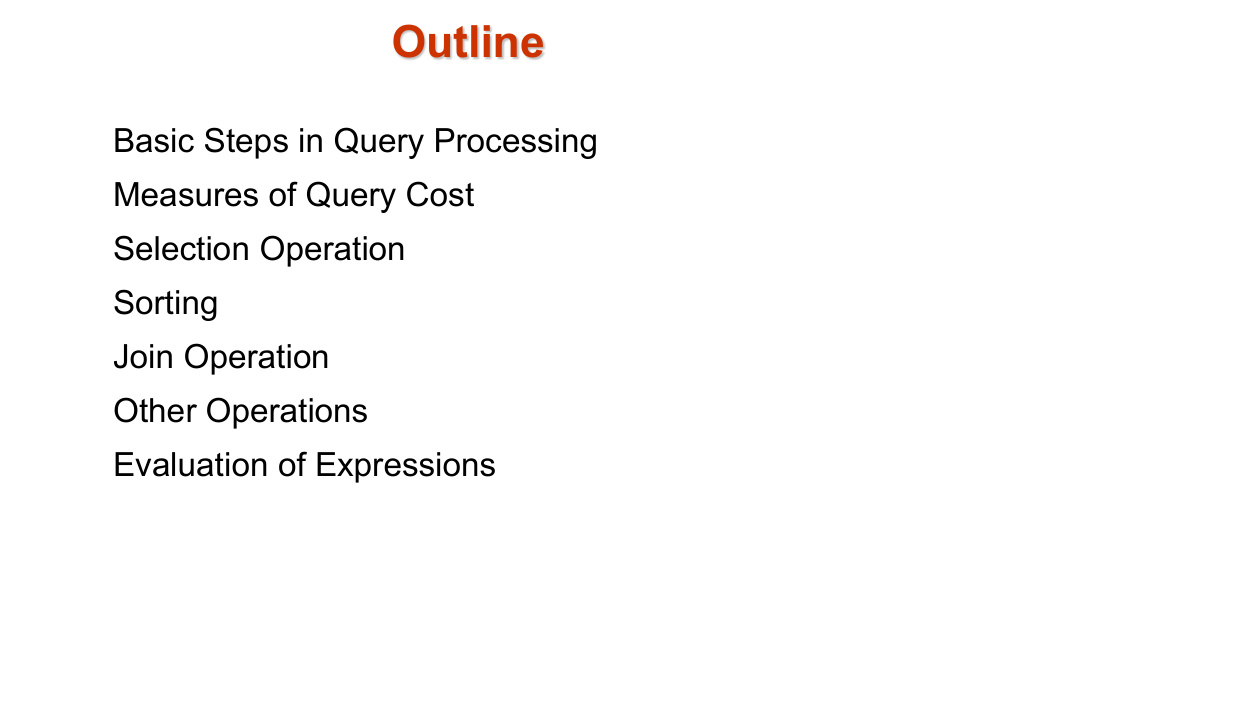 Outline
Basic Steps in Query Processing
Measures of Query Cost
Selection Operation
Sorting
Join Operation
Other Operations
Evaluation of Expressions